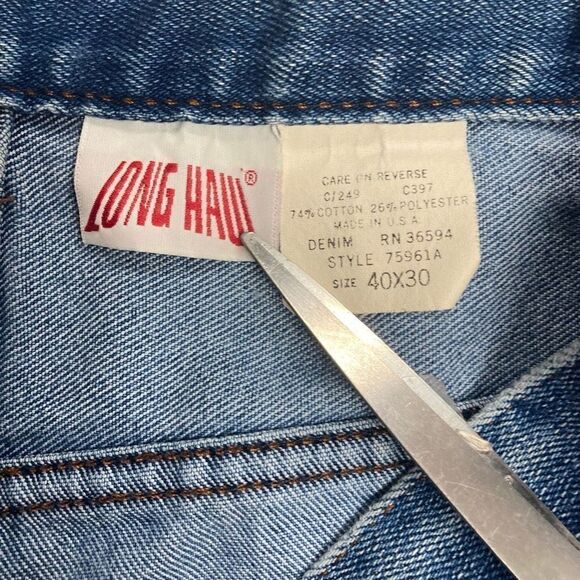 LONG HAUL®
CARE ON REVERSE
C/249 C397
74% COTTON 26% POLYESTER
MADE IN U.S.A.
DENIM RN 36594
STYLE 75961A
SIZE 40X30